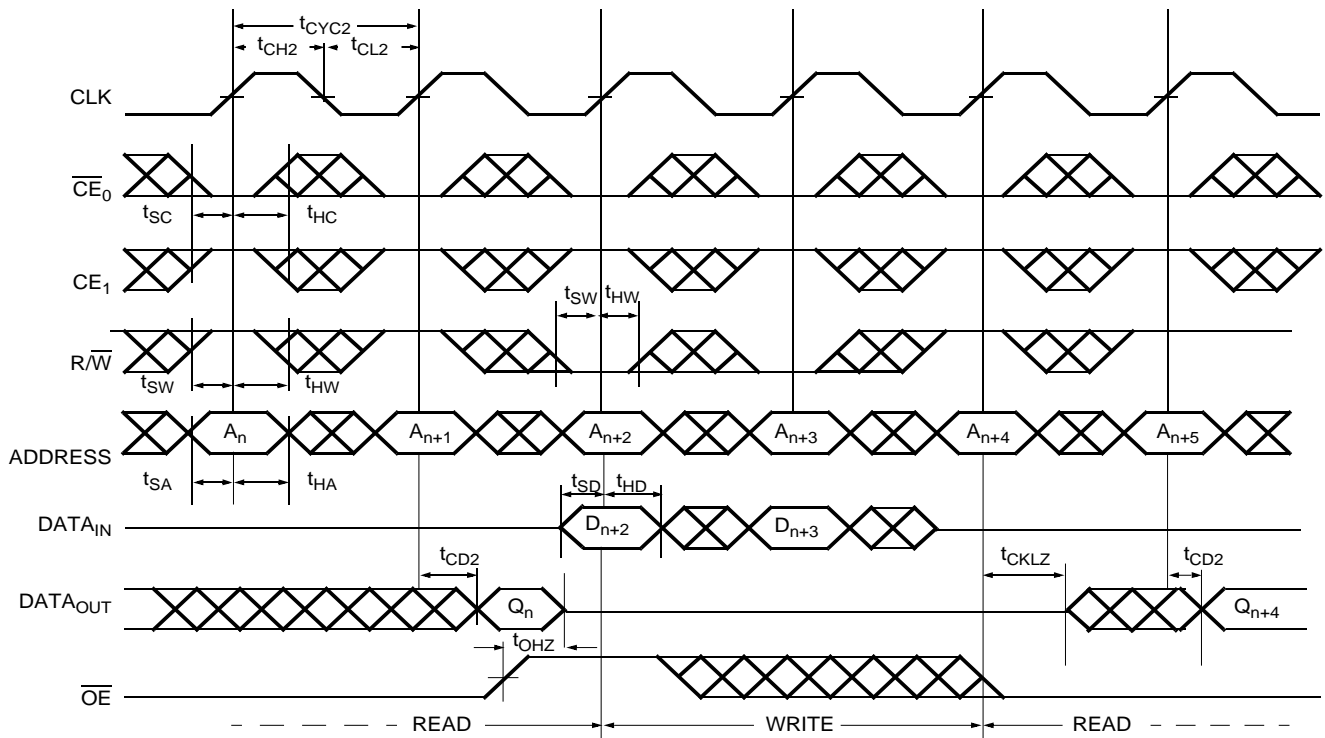 tCYC2
tCH2 tCL2
CLK
CE0
tSC tHC
CE1
tSW tHW
R/W
tSW tHW
An An+1 An+2 An+3 An+4 An+5
ADDRESS
tSA tHA tSD tHD
DATAIN Dn+2 Dn+3
tCD2 tCKLZ tCD2
DATAOUT Qn Qn+4
tOHZ
OE
READ WRITE READ